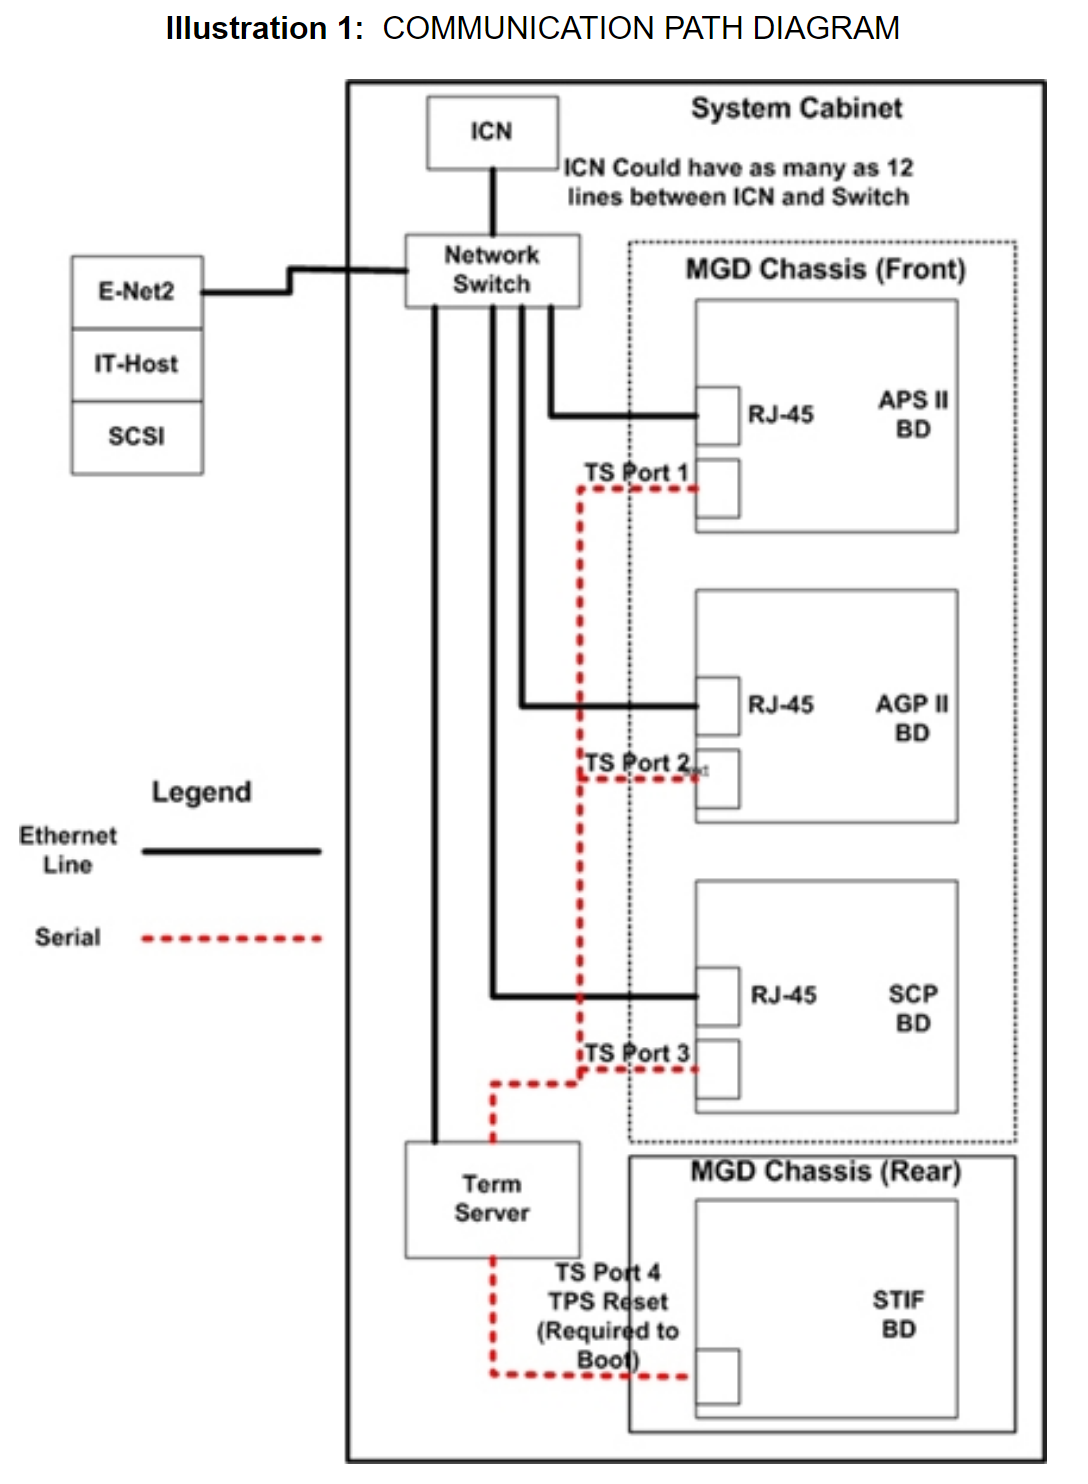 Illustration 1: COMMUNICATION PATH DIAGRAM
System Cabinet
ICN
ICN Could have as many as 12
lines between ICN and Switch
Network
Switch
E-Net2
IT-Host
SCSI
MGD Chassis (Front)
RJ-45
APS II
BD
TS Port 1
RJ-45
AGP II
BD
TS Port 2
Legend
Ethernet
Line
Serial
RJ-45
SCP
BD
TS Port 3
Term
Server
MGD Chassis (Rear)
TS Port 4
TPS Reset
(Required to
Boot)
STIF
BD